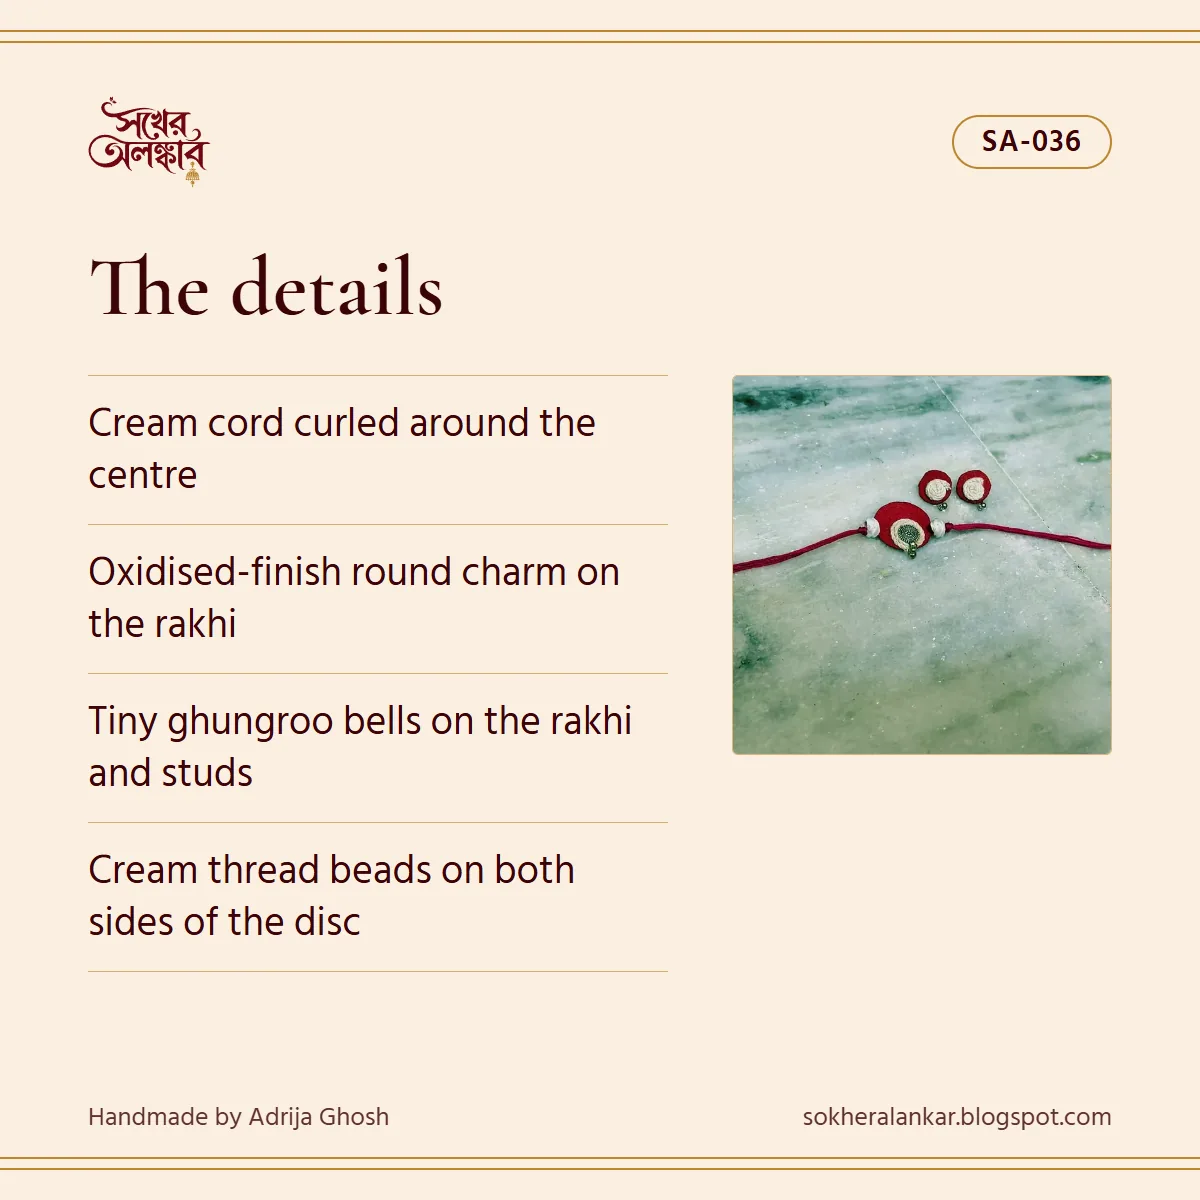 সখের
অলঙ্কার
SA-036
The details
Cream cord curled around the
centre
Oxidised-finish round charm on
the rakhi
Tiny ghungroo bells on the rakhi
and studs
Cream thread beads on both
sides of the disc
Handmade by Adrija Ghosh
sokheralankar.blogspot.com